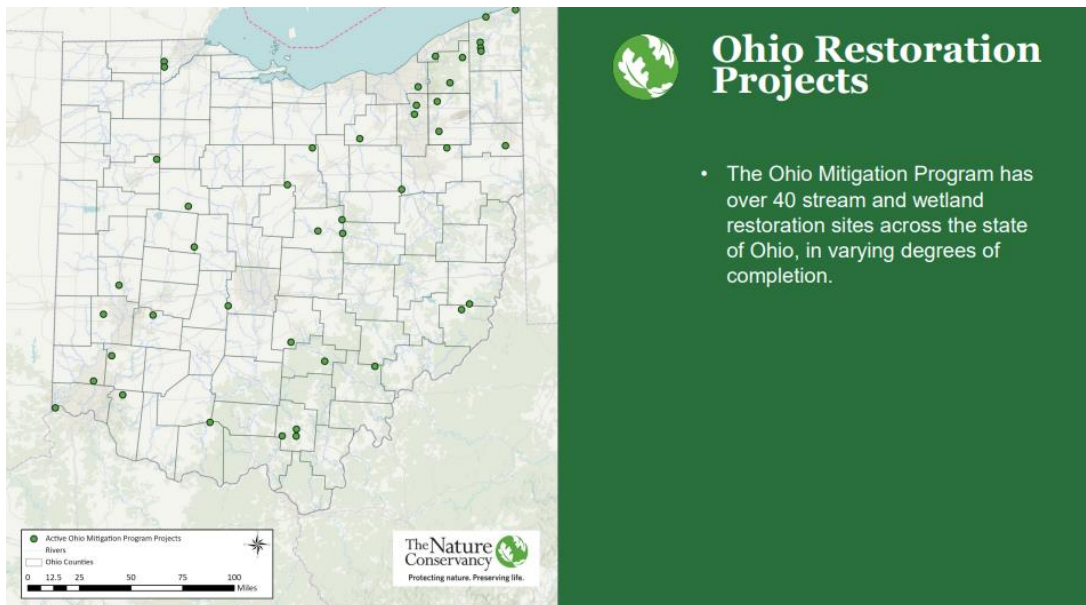 Ohio Restoration
Projects
• The Ohio Mitigation Program has
over 40 stream and wetland
restoration sites across the state
of Ohio, in varying degrees of
completion.
Active Ohio Mitigation Program Projects
Rivers
Ohio Counties
0 12.5 25 50 75 100
Miles
The Nature
Conservancy
Protecting nature. Preserving life.